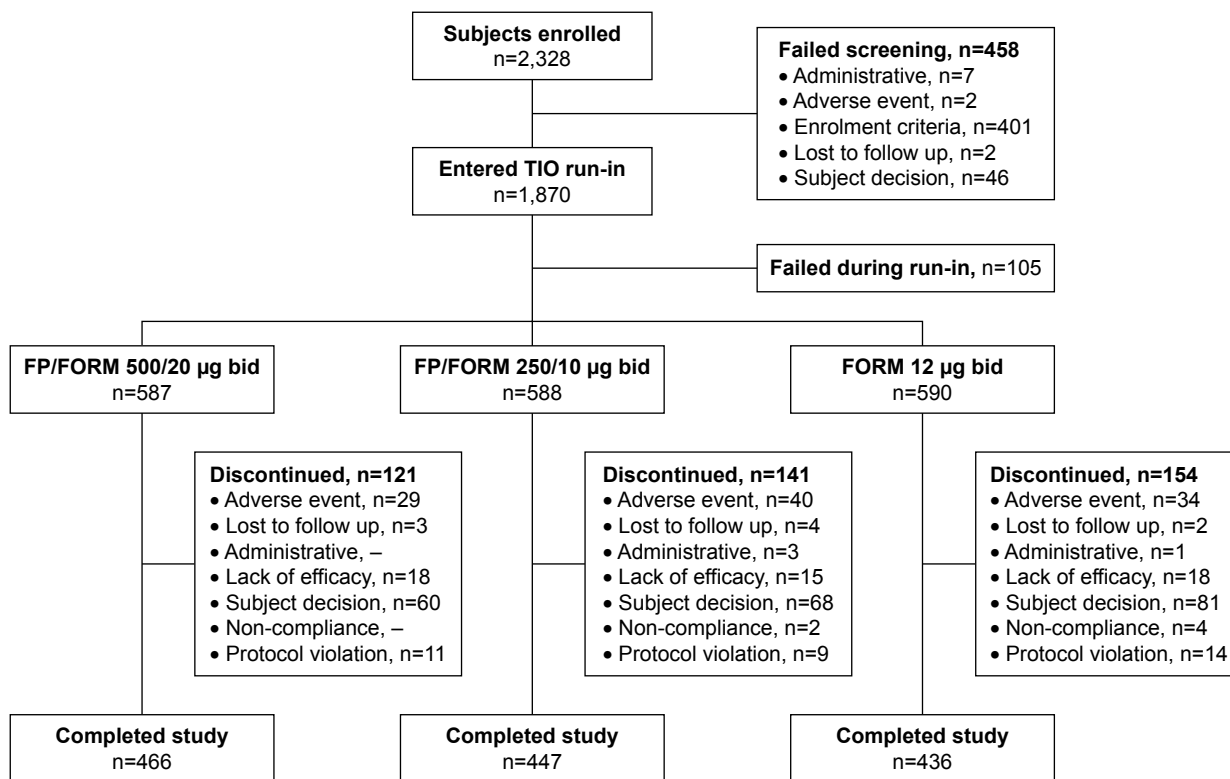 Subjects enrolled
n=2,328
Failed screening, n=458
• Administrative, n=7
• Adverse event, n=2
• Enrolment criteria, n=401
• Lost to follow up, n=2
• Subject decision, n=46
Entered TIO run-in
n=1,870
Failed during run-in, n=105
FP/FORM 500/20 µg bid
n=587
FP/FORM 250/10 µg bid
n=588
FORM 12 µg bid
n=590
Discontinued, n=121
• Adverse event, n=29
• Lost to follow up, n=3
• Administrative, –
• Lack of efficacy, n=18
• Subject decision, n=60
• Non-compliance, –
• Protocol violation, n=11
Discontinued, n=141
• Adverse event, n=40
• Lost to follow up, n=4
• Administrative, n=3
• Lack of efficacy, n=15
• Subject decision, n=68
• Non-compliance, n=2
• Protocol violation, n=9
Discontinued, n=154
• Adverse event, n=34
• Lost to follow up, n=2
• Administrative, n=1
• Lack of efficacy, n=18
• Subject decision, n=81
• Non-compliance, n=4
• Protocol violation, n=14
Completed study
n=466
Completed study
n=447
Completed study
n=436